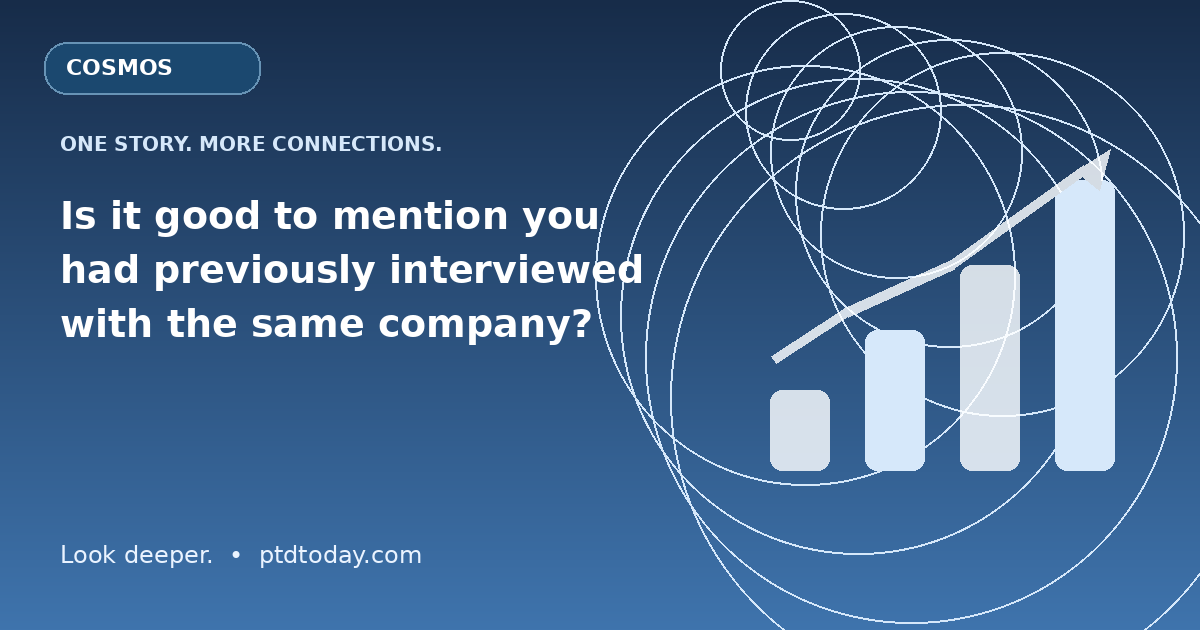 COSMOS
ONE STORY. MORE CONNECTIONS.
Is it good to mention you
had previously interviewed
with the same company?
Look deeper. • ptdtoday.com